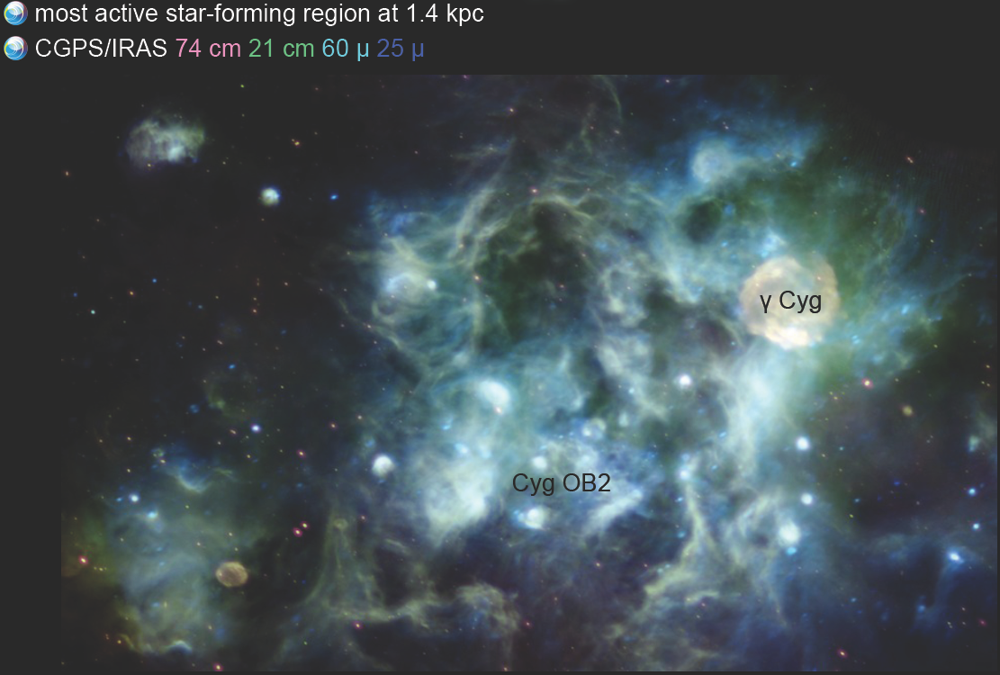 most active star-forming region at 1.4 kpc
CGPS/IRAS 74 cm 21 cm 60 μ 25 μ
γ Cyg
Cyg OB2